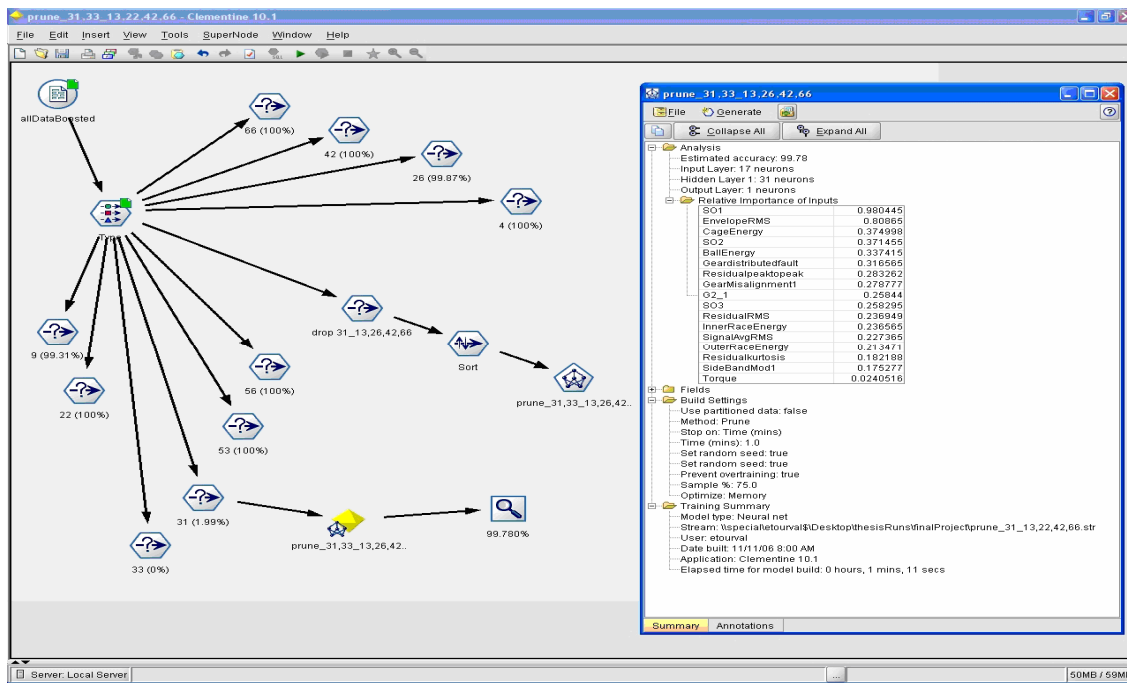 prune_31,33_13,22,42,66 - Clementine 10.1
File Edit Insert View Tools SuperNode Window Help
allDataBoosted
66 (100%)
42 (100%)
26 (99.87%)
4 (100%)
Type
drop 31_13,26,42,66
Sort
prune_31,33_13,26,42..
9 (99.31%)
22 (100%)
56 (100%)
53 (100%)
31 (1.99%)
prune_31,33_13,26,42..
99.780%
33 (0%)
prune_31,33_13,26,42,66
File Generate
Collapse All Expand All
Analysis
Estimated accuracy: 99.78
Input Layer: 17 neurons
Hidden Layer 1: 31 neurons
Output Layer: 1 neurons
Relative Importance of Inputs
SO1 0.980445
EnvelopeRMS 0.80865
CageEnergy 0.374998
SO2 0.371455
BallEnergy 0.337415
Geardistributedfault 0.316565
Residualpeaktopeak 0.283262
GearMisalignment1 0.278777
G2_1 0.25844
SO3 0.258295
ResidualRMS 0.236949
InnerRaceEnergy 0.236565
SignalAvgRMS 0.227365
OuterRaceEnergy 0.213471
Residualkurtosis 0.182188
SideBandMod1 0.175277
Torque 0.0240516
Fields
Build Settings
Use partitioned data: false
Method: Prune
Stop on: Time (mins)
Time (mins): 1.0
Set random seed: true
Set random seed: true
Prevent overtraining: true
Sample %: 75.0
Optimize: Memory
Training Summary
Model type: Neural net
Stream: \\special\etourval$\Desktop\thesisRuns\finalProject\prune_31_13,22,42,66.str
User: etourval
Date built: 11/11/06 8:00 AM
Application: Clementine 10.1
Elapsed time for model build: 0 hours, 1 mins, 11 secs
Summary Annotations
Server: Local Server
...
50MB / 59M